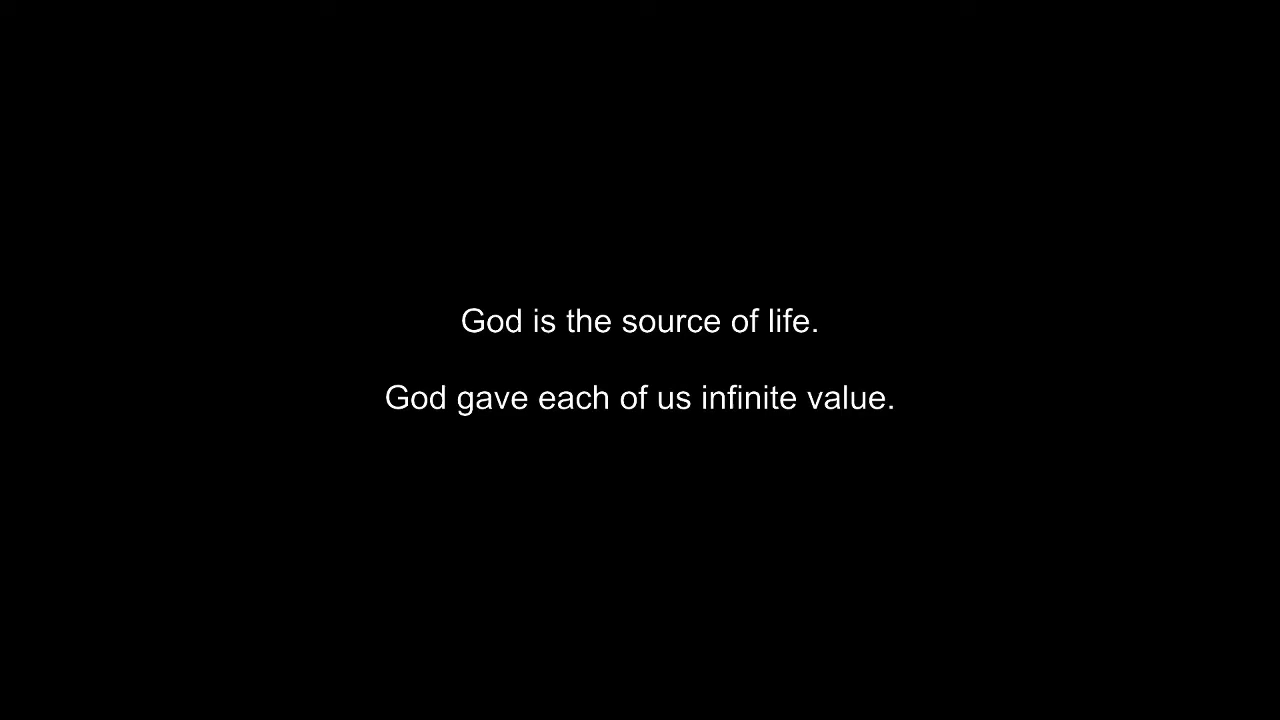 God is the source of life.
God gave each of us infinite value.